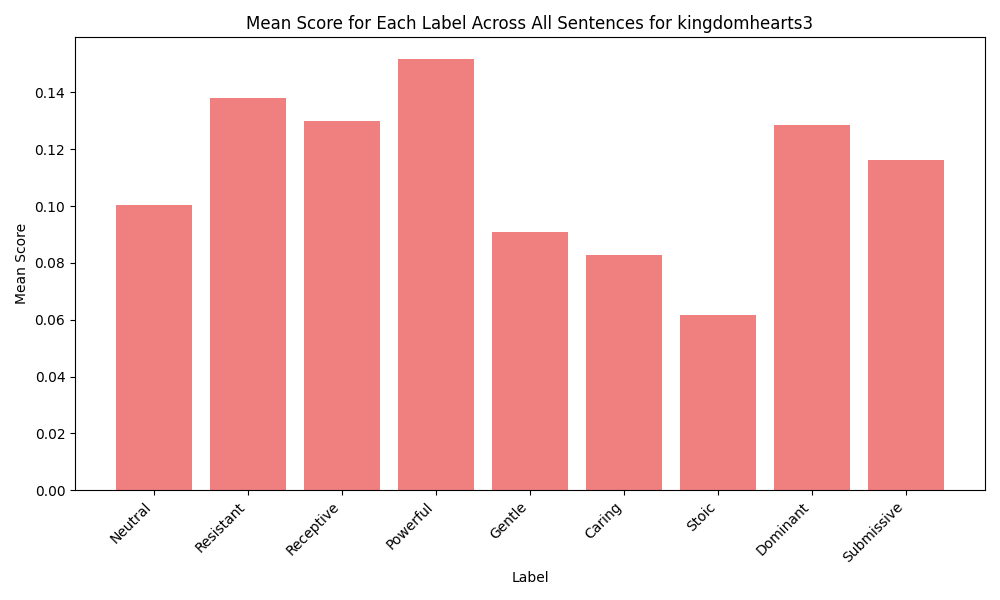 Mean Score for Each Label Across All Sentences for kingdomhearts3
Mean Score
0.14
0.12
0.10
0.08
0.06
0.04
0.02
0.00
Neutral
Resistant
Receptive
Powerful
Gentle
Caring
Stoic
Dominant
Submissive
Label